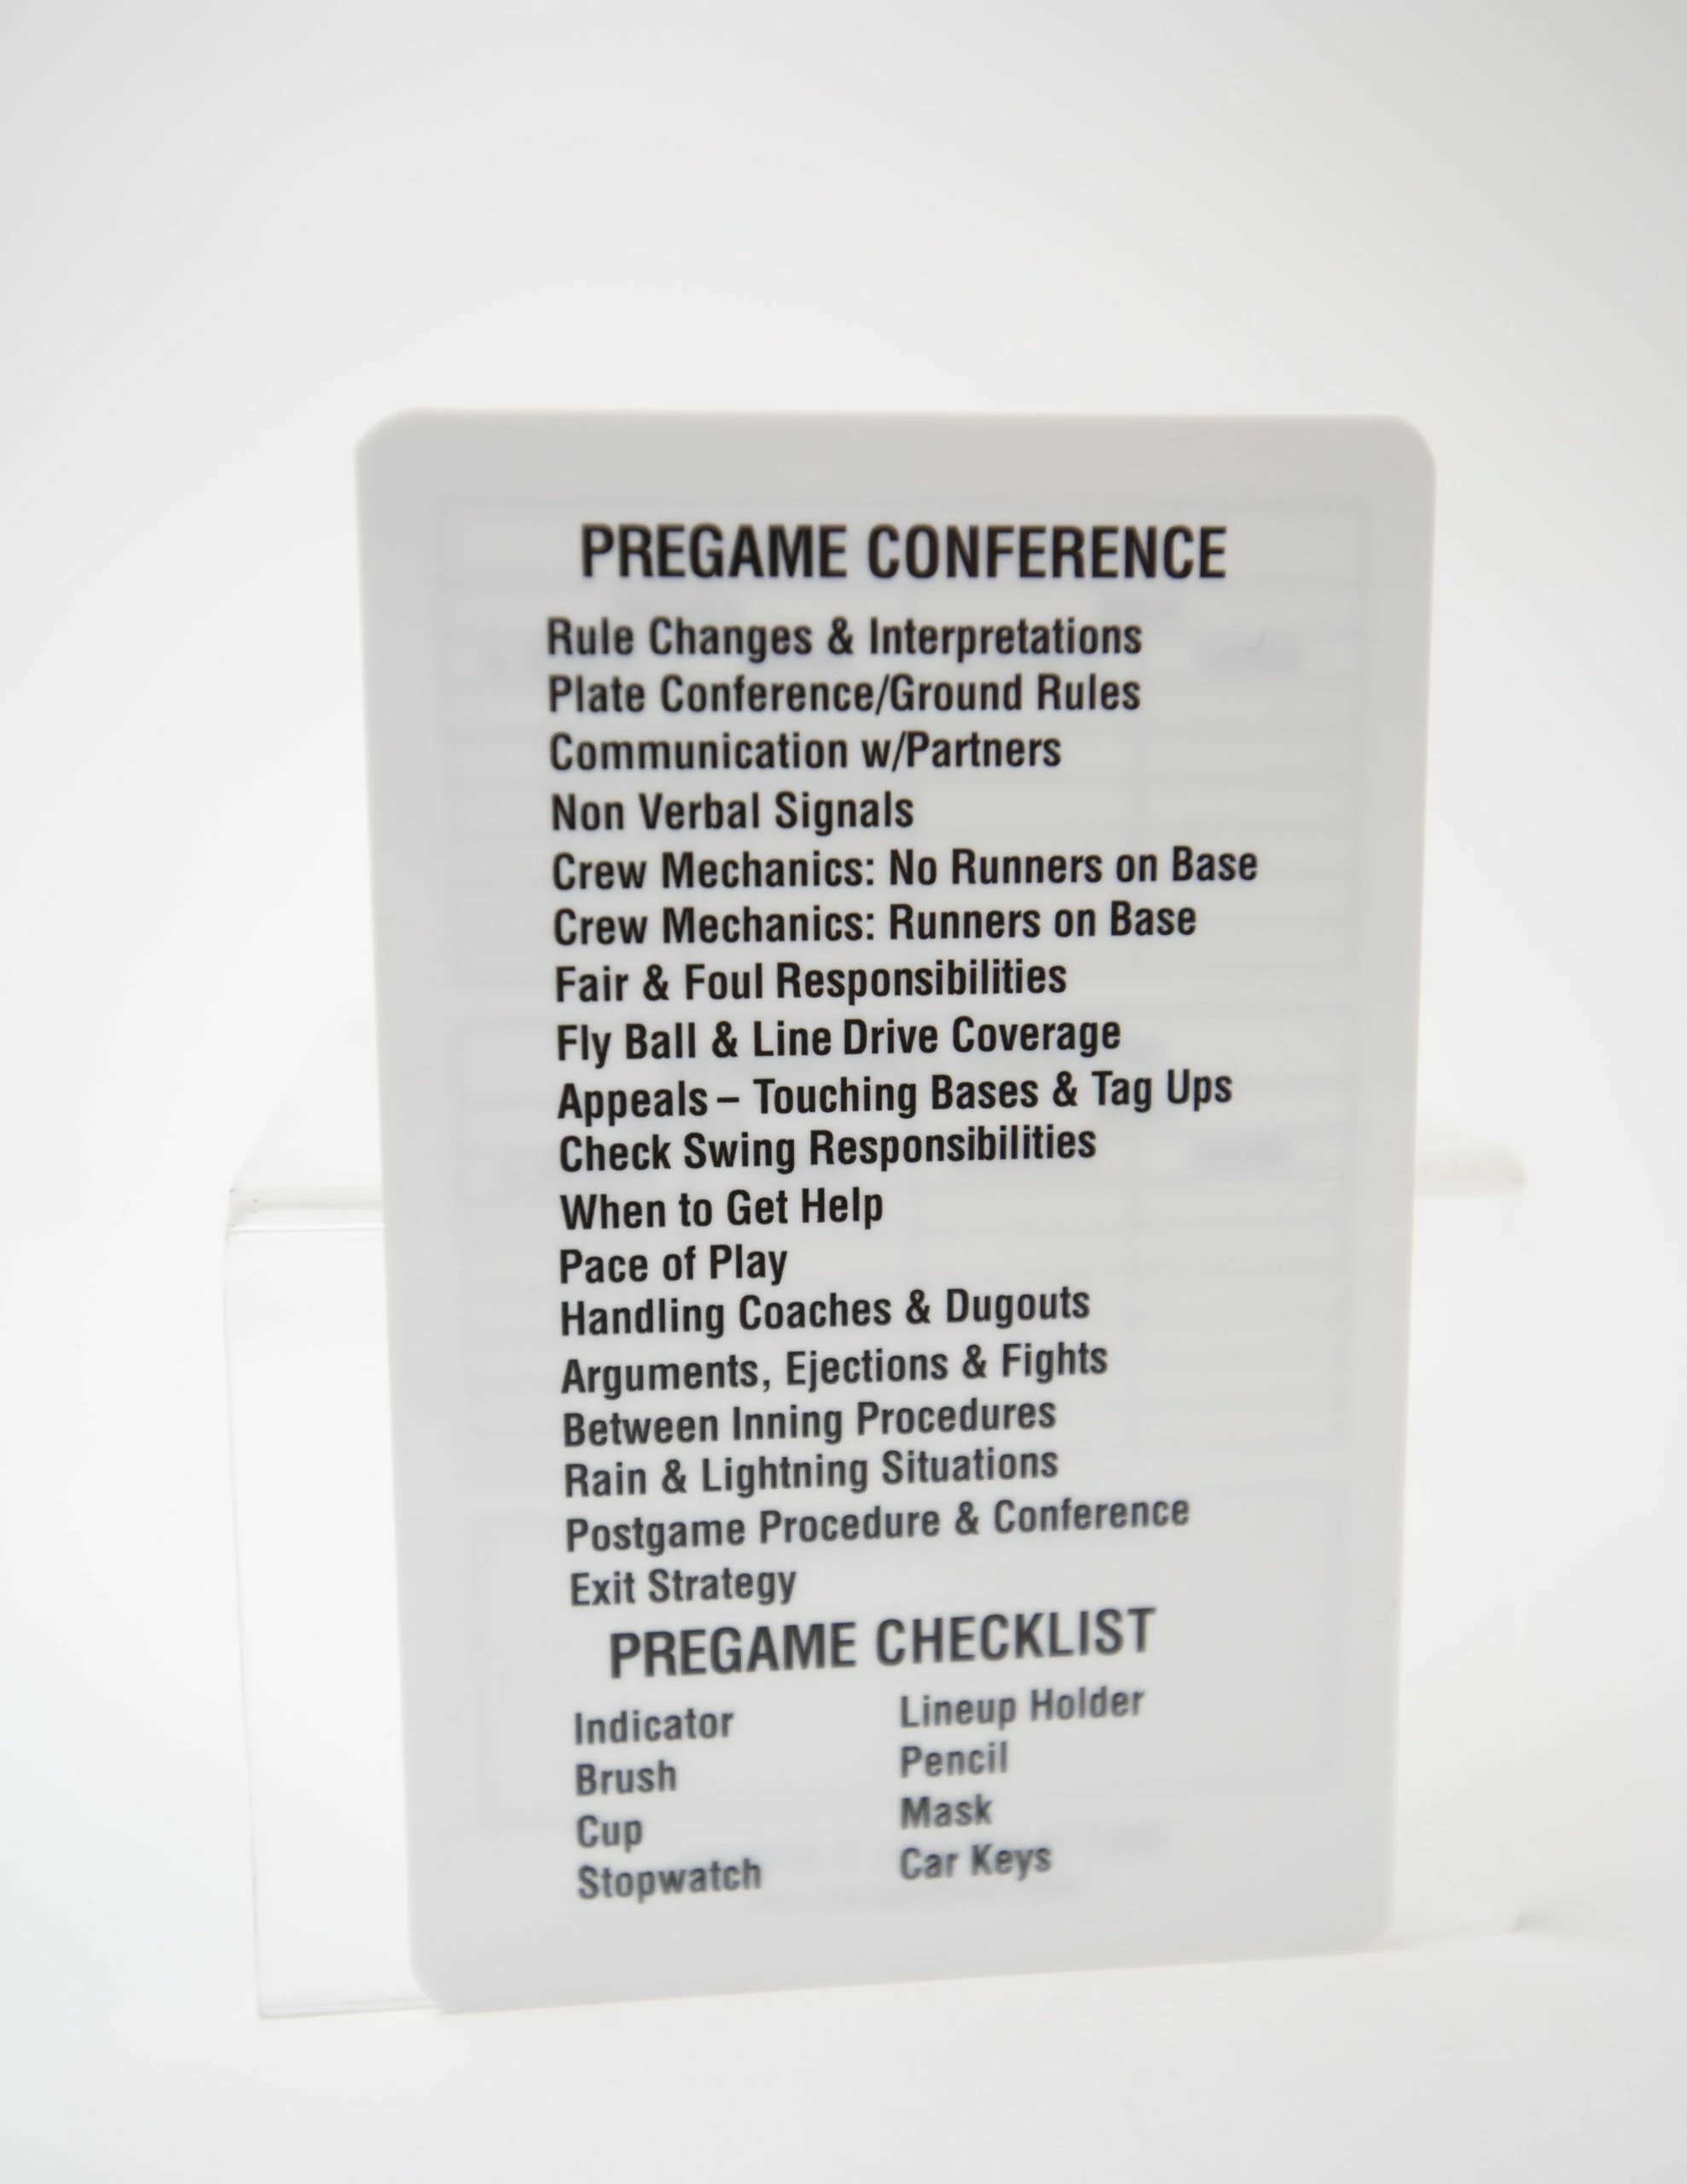 PREGAME CONFERENCE
Rule Changes & Interpretations
Plate Conference/Ground Rules
Communication w/Partners
Non Verbal Signals
Crew Mechanics: No Runners on Base
Crew Mechanics: Runners on Base
Fair & Foul Responsibilities
Fly Ball & Line Drive Coverage
Appeals – Touching Bases & Tag Ups
Check Swing Responsibilities
When to Get Help
Pace of Play
Handling Coaches & Dugouts
Arguments, Ejections & Fights
Between Inning Procedures
Rain & Lightning Situations
Postgame Procedure & Conference
Exit Strategy
PREGAME CHECKLIST
Indicator
Brush
Cup
Stopwatch
Lineup Holder
Pencil
Mask
Car Keys